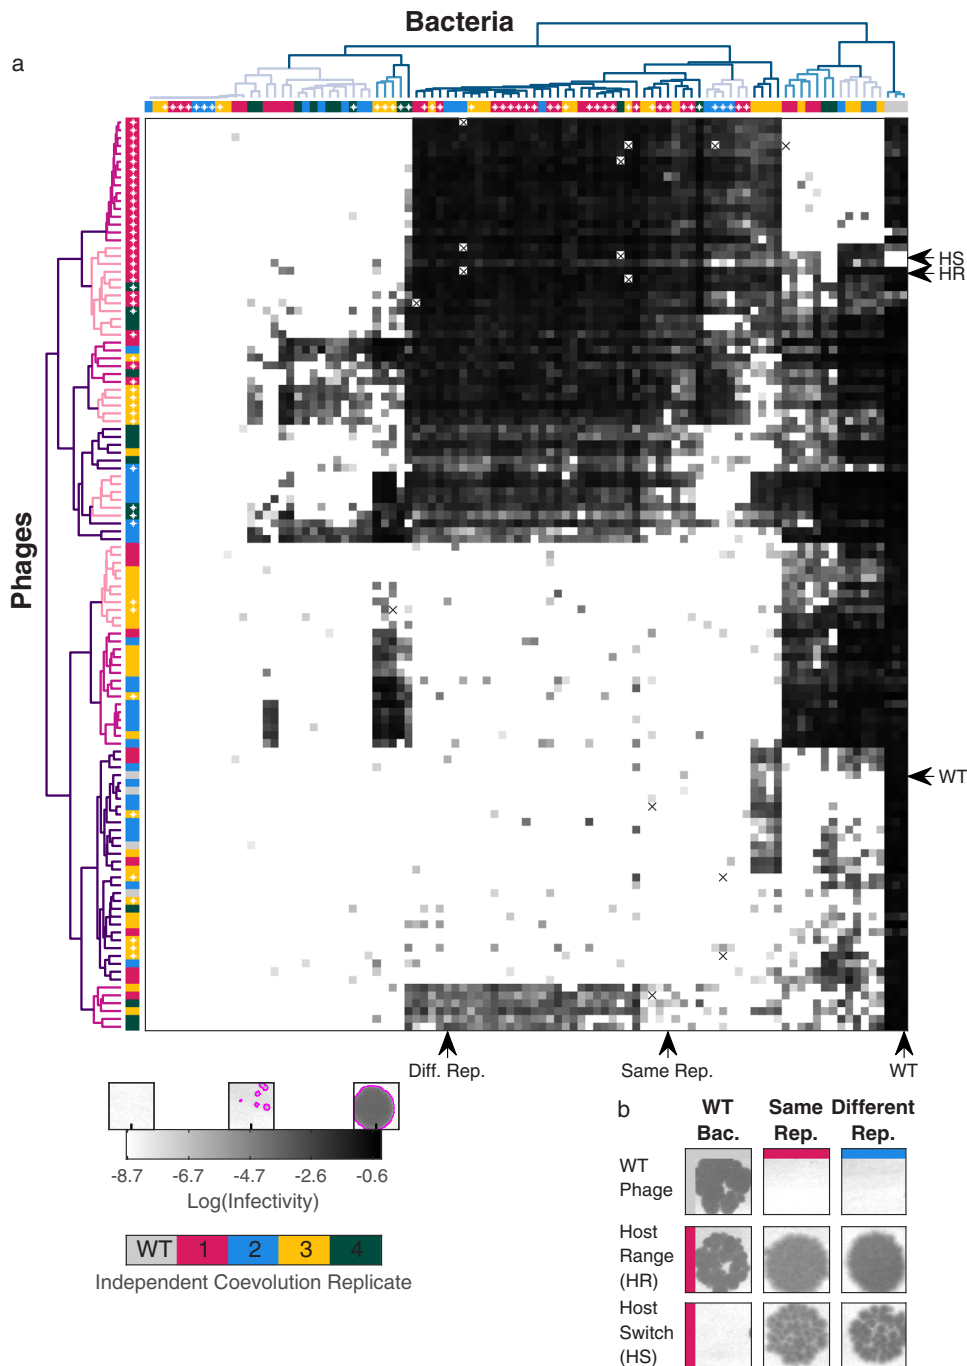 Bacteria
a
Phages
HS
HR
WT
Diff. Rep.
Same Rep.
WT
-8.7 -6.7 -4.7 -2.6 -0.6
Log(Infectivity)
WT 1 2 3 4
Independent Coevolution Replicate
b
WT Bac.
Same Rep.
Different Rep.
WT Phage
Host Range (HR)
Host Switch (HS)